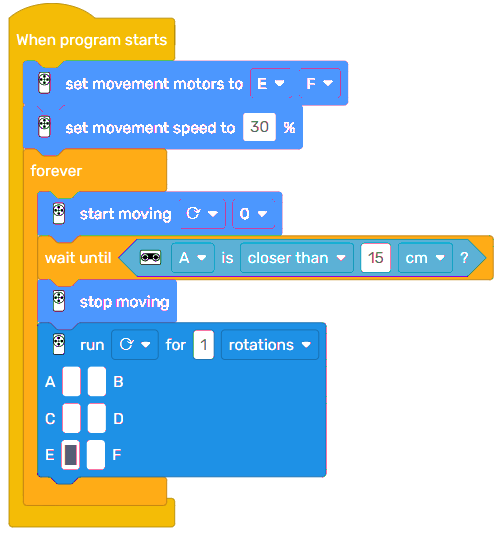 When program starts
set movement motors to E F
set movement speed to 30 %
forever
start moving 0
wait until A is closer than 15 cm ?
stop moving
run for 1 rotations
A B
C D
E F